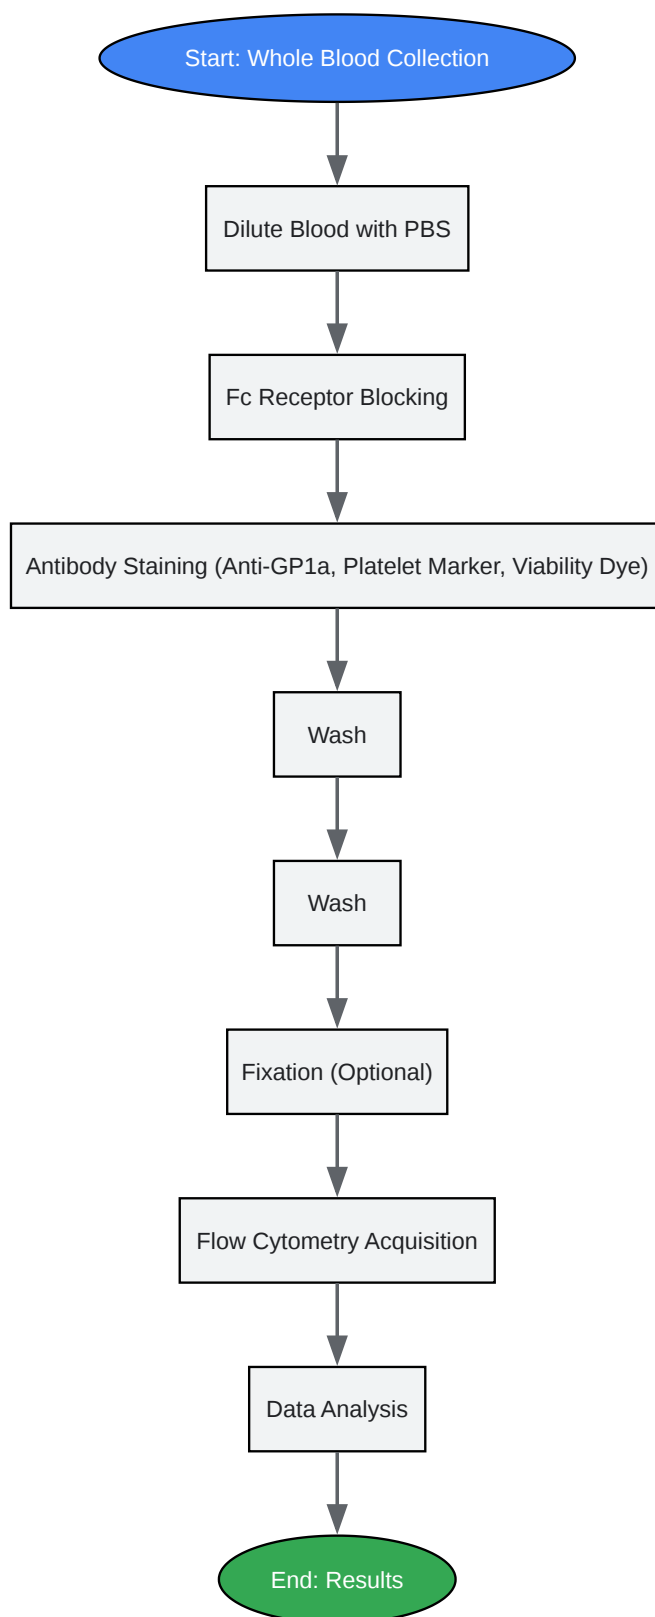 Start: Whole Blood Collection
Dilute Blood with PBS
Fc Receptor Blocking
Antibody Staining (Anti-GP1a, Platelet Marker, Viability Dye)
Wash
Wash
Fixation (Optional)
Flow Cytometry Acquisition
Data Analysis
End: Results